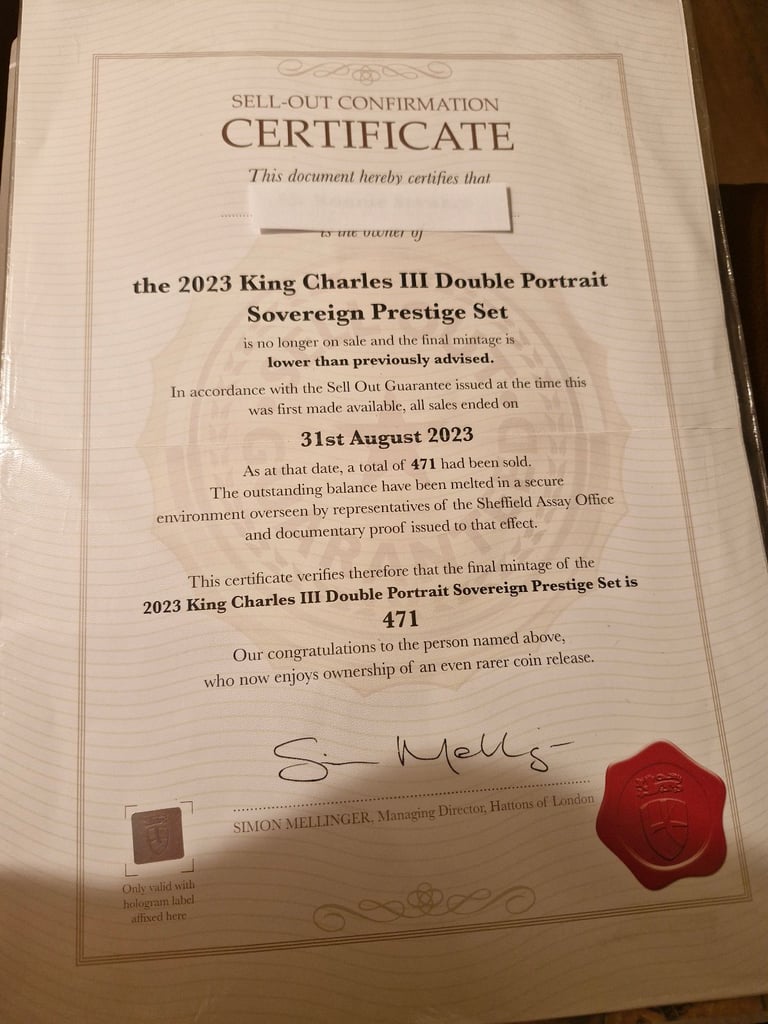 SELL-OUT CONFIRMATION
CERTIFICATE
This document hereby certifies that
is the owner of
the 2023 King Charles III Double Portrait
Sovereign Prestige Set
is no longer on sale and the final mintage is
lower than previously advised.
In accordance with the Sell Out Guarantee issued at the time this
was first made available, all sales ended on
31st August 2023
As at that date, a total of 471 had been sold.
The outstanding balance have been melted in a secure
environment overseen by representatives of the Sheffield Assay Office
and documentary proof issued to that effect.
This certificate verifies therefore that the final mintage of the
2023 King Charles III Double Portrait Sovereign Prestige Set is
471
Our congratulations to the person named above,
who now enjoys ownership of an even rarer coin release.
SIMON MELLINGER, Managing Director, Hattons of London
Only valid with
hologram label
affixed here